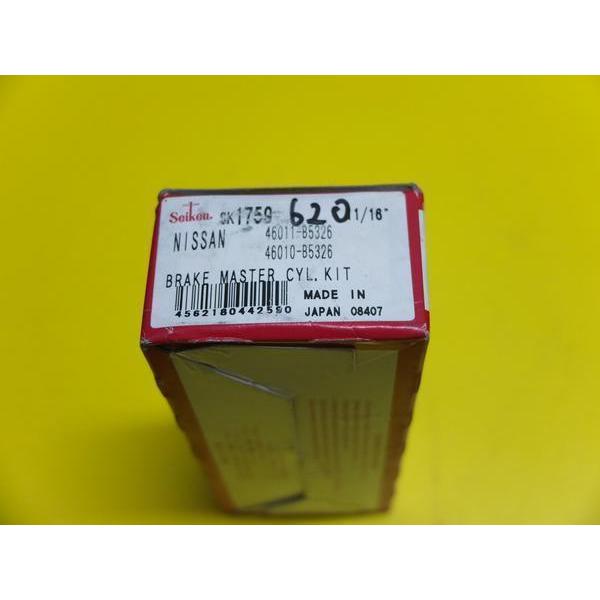 Seiken SK1759 620 1/16"
NISSAN 46011-B5326
46010-B5326
BRAKE MASTER CYL. KIT
4562180442590
MADE IN
JAPAN 08407